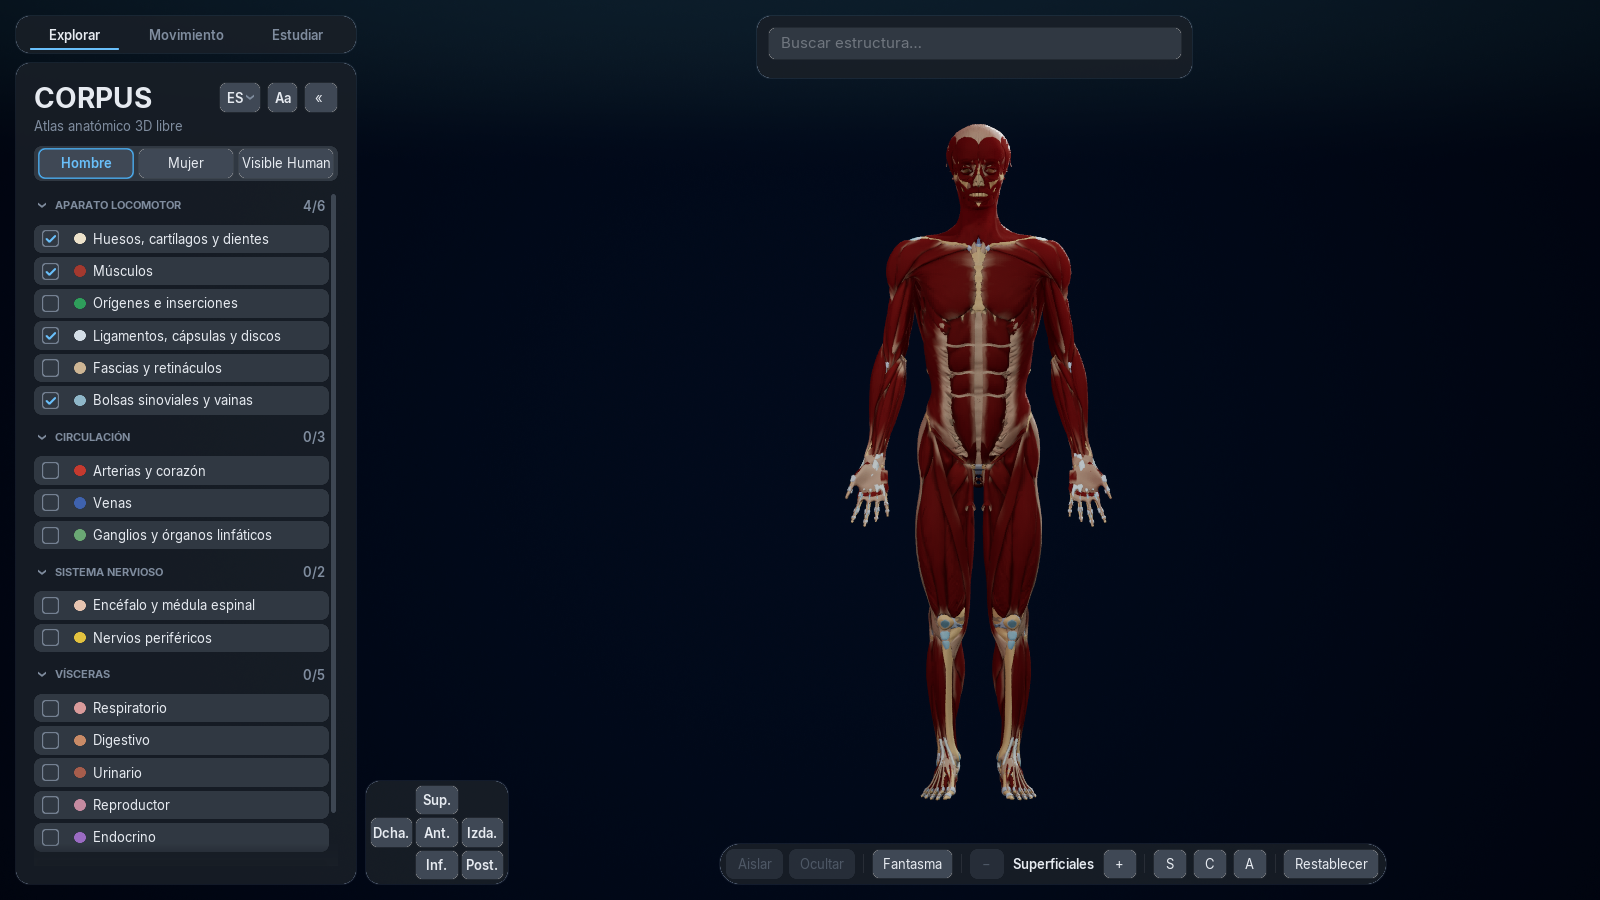 Explorar
Movimiento
Estudiar
Buscar estructura...
CORPUS
ES
Aa
«
Atlas anatómico 3D libre
Hombre
Mujer
Visible Human
APARATO LOCOMOTOR 4/6
Huesos, cartílagos y dientes
Músculos
Orígenes e inserciones
Ligamentos, cápsulas y discos
Fascias y retináculos
Bolsas sinoviales y vainas
CIRCULACIÓN 0/3
Arterias y corazón
Venas
Ganglios y órganos linfáticos
SISTEMA NERVIOSO 0/2
Encéfalo y médula espinal
Nervios periféricos
VÍSCERAS 0/5
Respiratorio
Digestivo
Urinario
Reproductor
Endocrino
Sup.
Dcha.
Ant.
Izda.
Inf.
Post.
Aislar
Ocultar
Fantasma
−
Superficiales
+
S
C
A
Restablecer